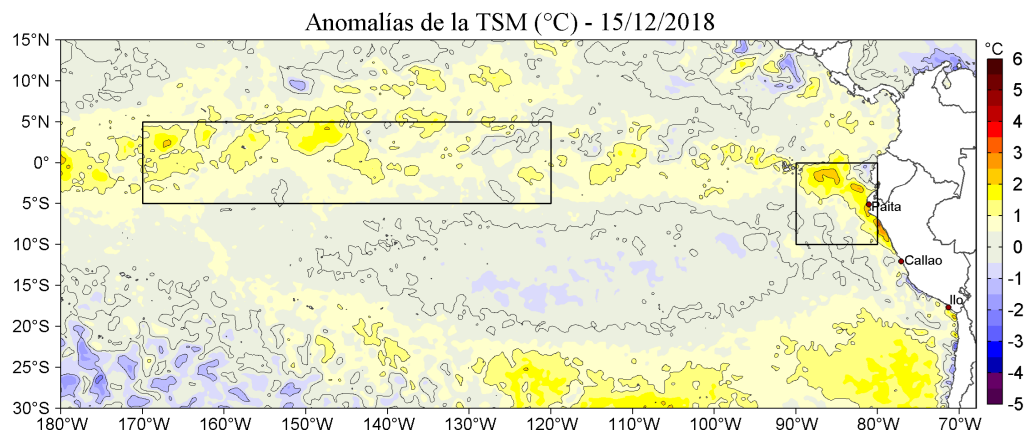 Anomalías de la TSM (°C) - 15/12/2018
15°N
10°N
5°N
0°
5°S
10°S
15°S
20°S
25°S
30°S
180°W
170°W
160°W
150°W
140°W
130°W
120°W
110°W
100°W
90°W
80°W
70°W
Paita
Callao
Ilo
°C
6
5
4
3
2
1
0
-1
-2
-3
-4
-5